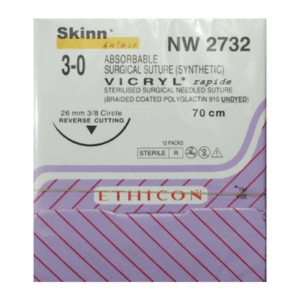 Skinn+
NW 2732
3-0
ABSORBABLE
SURGICAL SUTURE (SYNTHETIC)
VICRYL rapide
STERILISED SURGICAL NEEDLED SUTURE
(BRAIDED COATED POLYGLACTIN 910 UNDYED)
26 mm 3/8 Circle
REVERSE CUTTING
70 cm
12 PACKS
STERILE R
ETHICON